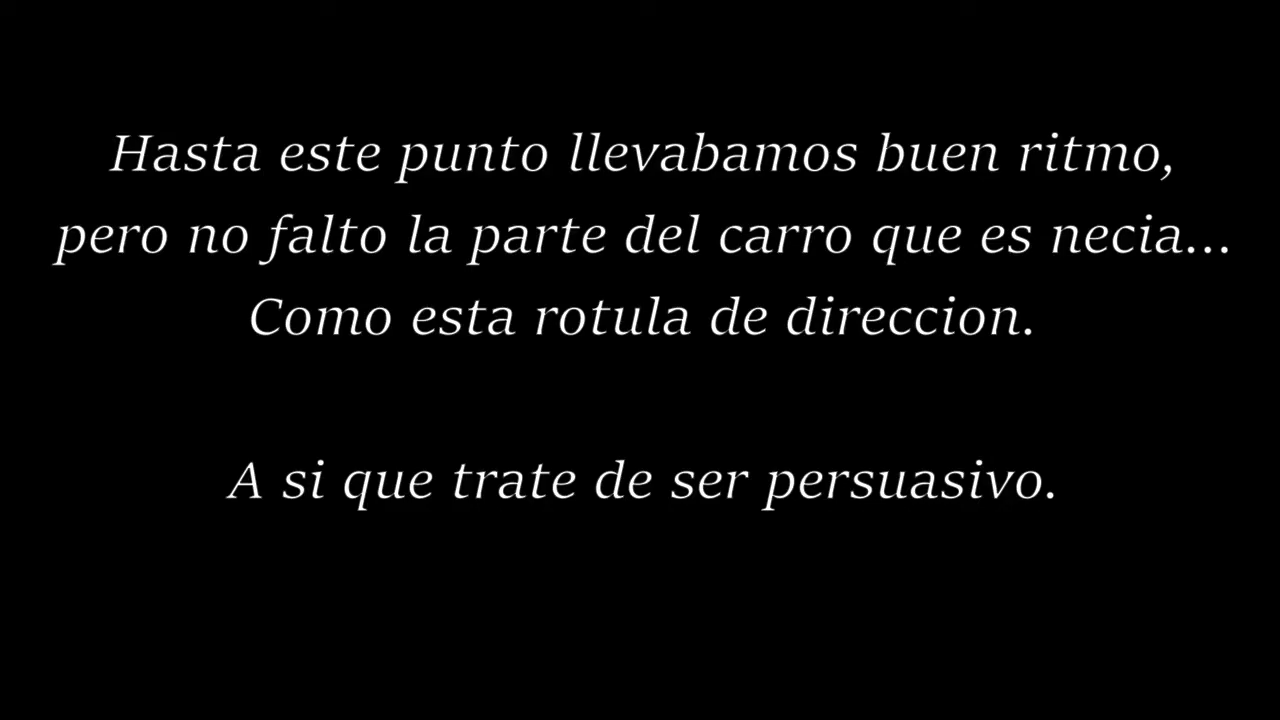 Hasta este punto llevabamos buen ritmo,
pero no falto la parte del carro que es necia...
Como esta rotula de direccion.
A si que trate de ser persuasivo.